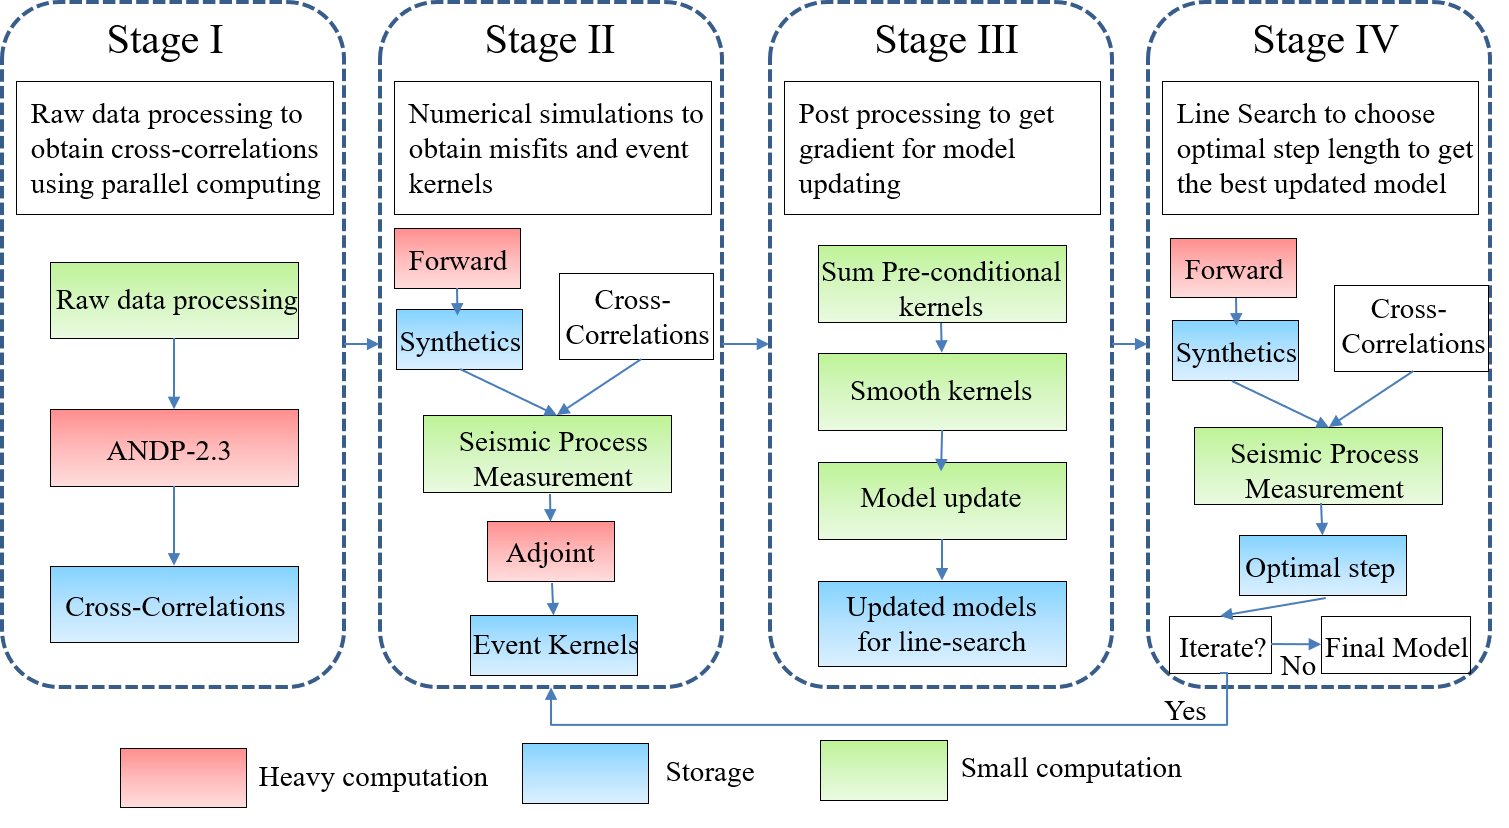 Stage I
Raw data processing to
obtain cross-correlations
using parallel computing
Raw data processing
ANDP-2.3
Cross-Correlations
Stage II
Numerical simulations to
obtain misfits and event
kernels
Forward
Synthetics
Cross-
Correlations
Seismic Process
Measurement
Adjoint
Event Kernels
Stage III
Post processing to get
gradient for model
updating
Sum Pre-conditional
kernels
Smooth kernels
Model update
Updated models
for line-search
Stage IV
Line Search to choose
optimal step length to get
the best updated model
Forward
Synthetics
Cross-
Correlations
Seismic Process
Measurement
Optimal step
Iterate?
No
Final Model
Yes
Heavy computation
Storage
Small computation